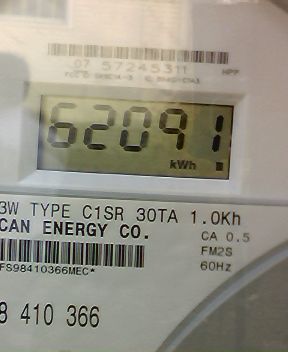 07 57245311
62091
kWh
3W TYPE C1SR 30TA 1.0Kh
CAN ENERGY CO. CA 0.5
FM2S
FS98410366MEC* 60Hz
8 410 366